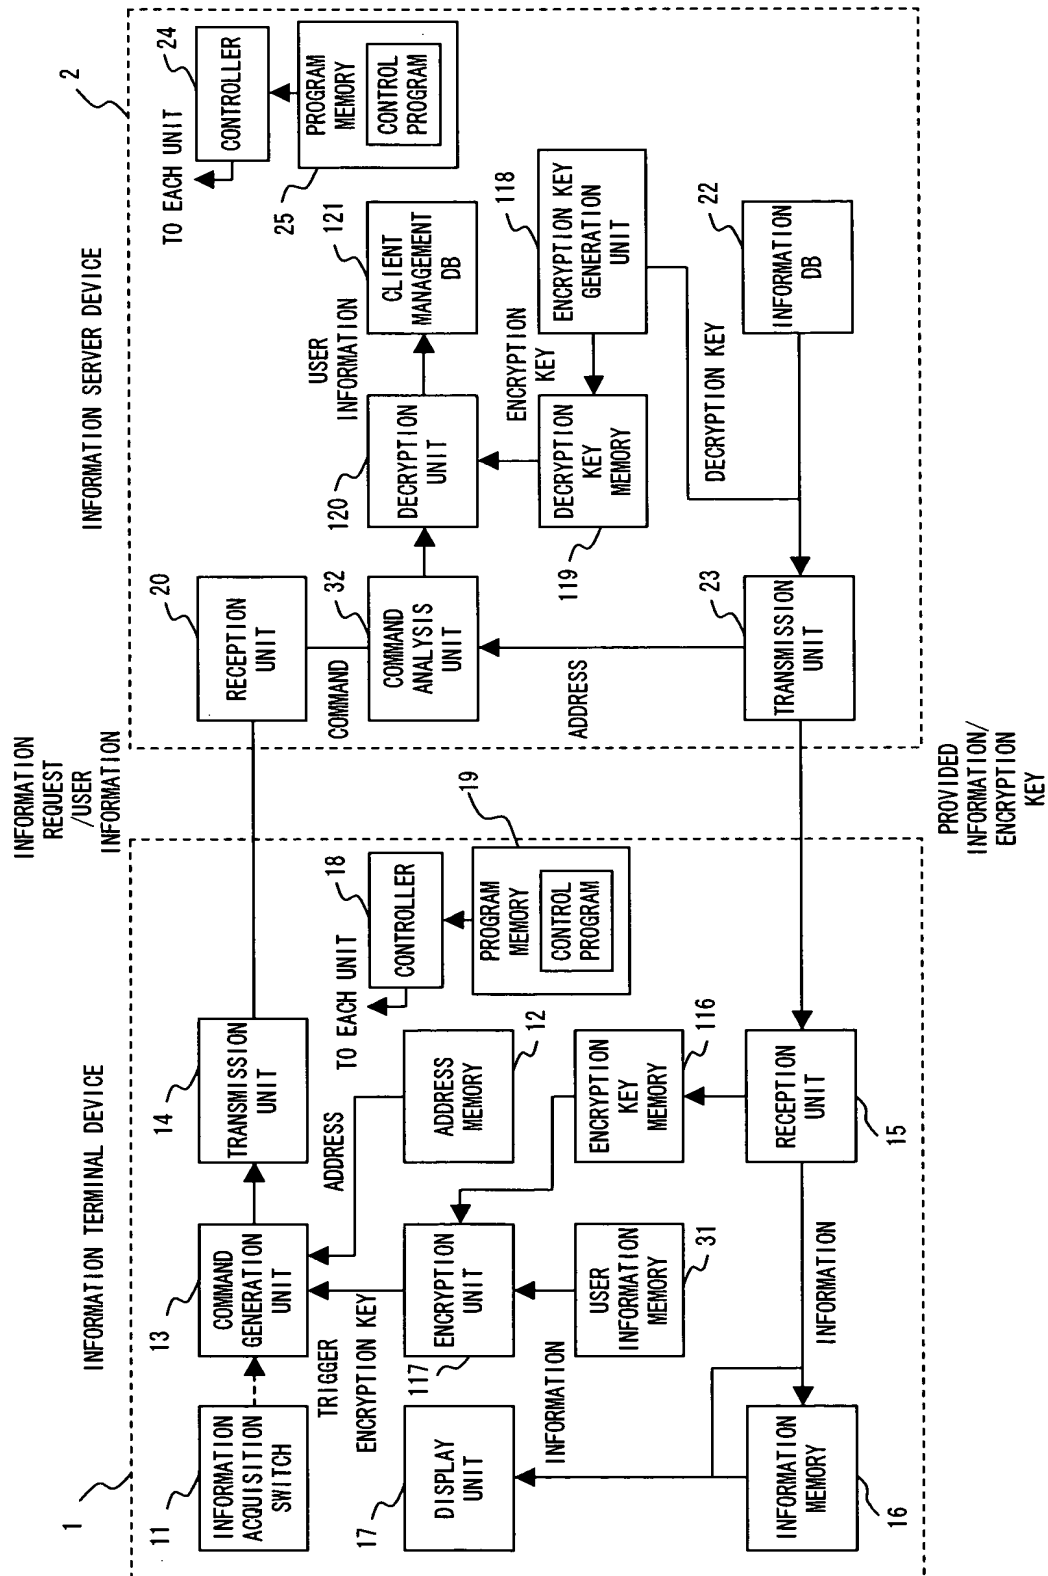 INFORMATION TERMINAL DEVICE
1
11
INFORMATION
ACQUISITION
SWITCH
TRIGGER
13
COMMAND
GENERATION
UNIT
14
TRANSMISSION
UNIT
ADDRESS
ENCRYPTION KEY
17
DISPLAY
UNIT
117
ENCRYPTION
UNIT
12
ADDRESS
MEMORY
TO EACH UNIT
18
CONTROLLER
19
PROGRAM
MEMORY
CONTROL
PROGRAM
INFORMATION
31
USER
INFORMATION
MEMORY
116
ENCRYPTION
KEY
MEMORY
16
INFORMATION
MEMORY
INFORMATION
15
RECEPTION
UNIT
INFORMATION
REQUEST
/USER
INFORMATION
PROVIDED
INFORMATION/
ENCRYPTION
KEY
INFORMATION SERVER DEVICE
2
20
RECEPTION
UNIT
COMMAND
32
COMMAND
ANALYSIS
UNIT
ADDRESS
120
DECRYPTION
UNIT
USER
INFORMATION
121
CLIENT
MANAGEMENT
DB
TO EACH UNIT
24
CONTROLLER
25
PROGRAM
MEMORY
CONTROL
PROGRAM
119
DECRYPTION
KEY
MEMORY
ENCRYPTION
KEY
118
ENCRYPTION KEY
GENERATION
UNIT
DECRYPTION KEY
23
TRANSMISSION
UNIT
22
INFORMATION
DB